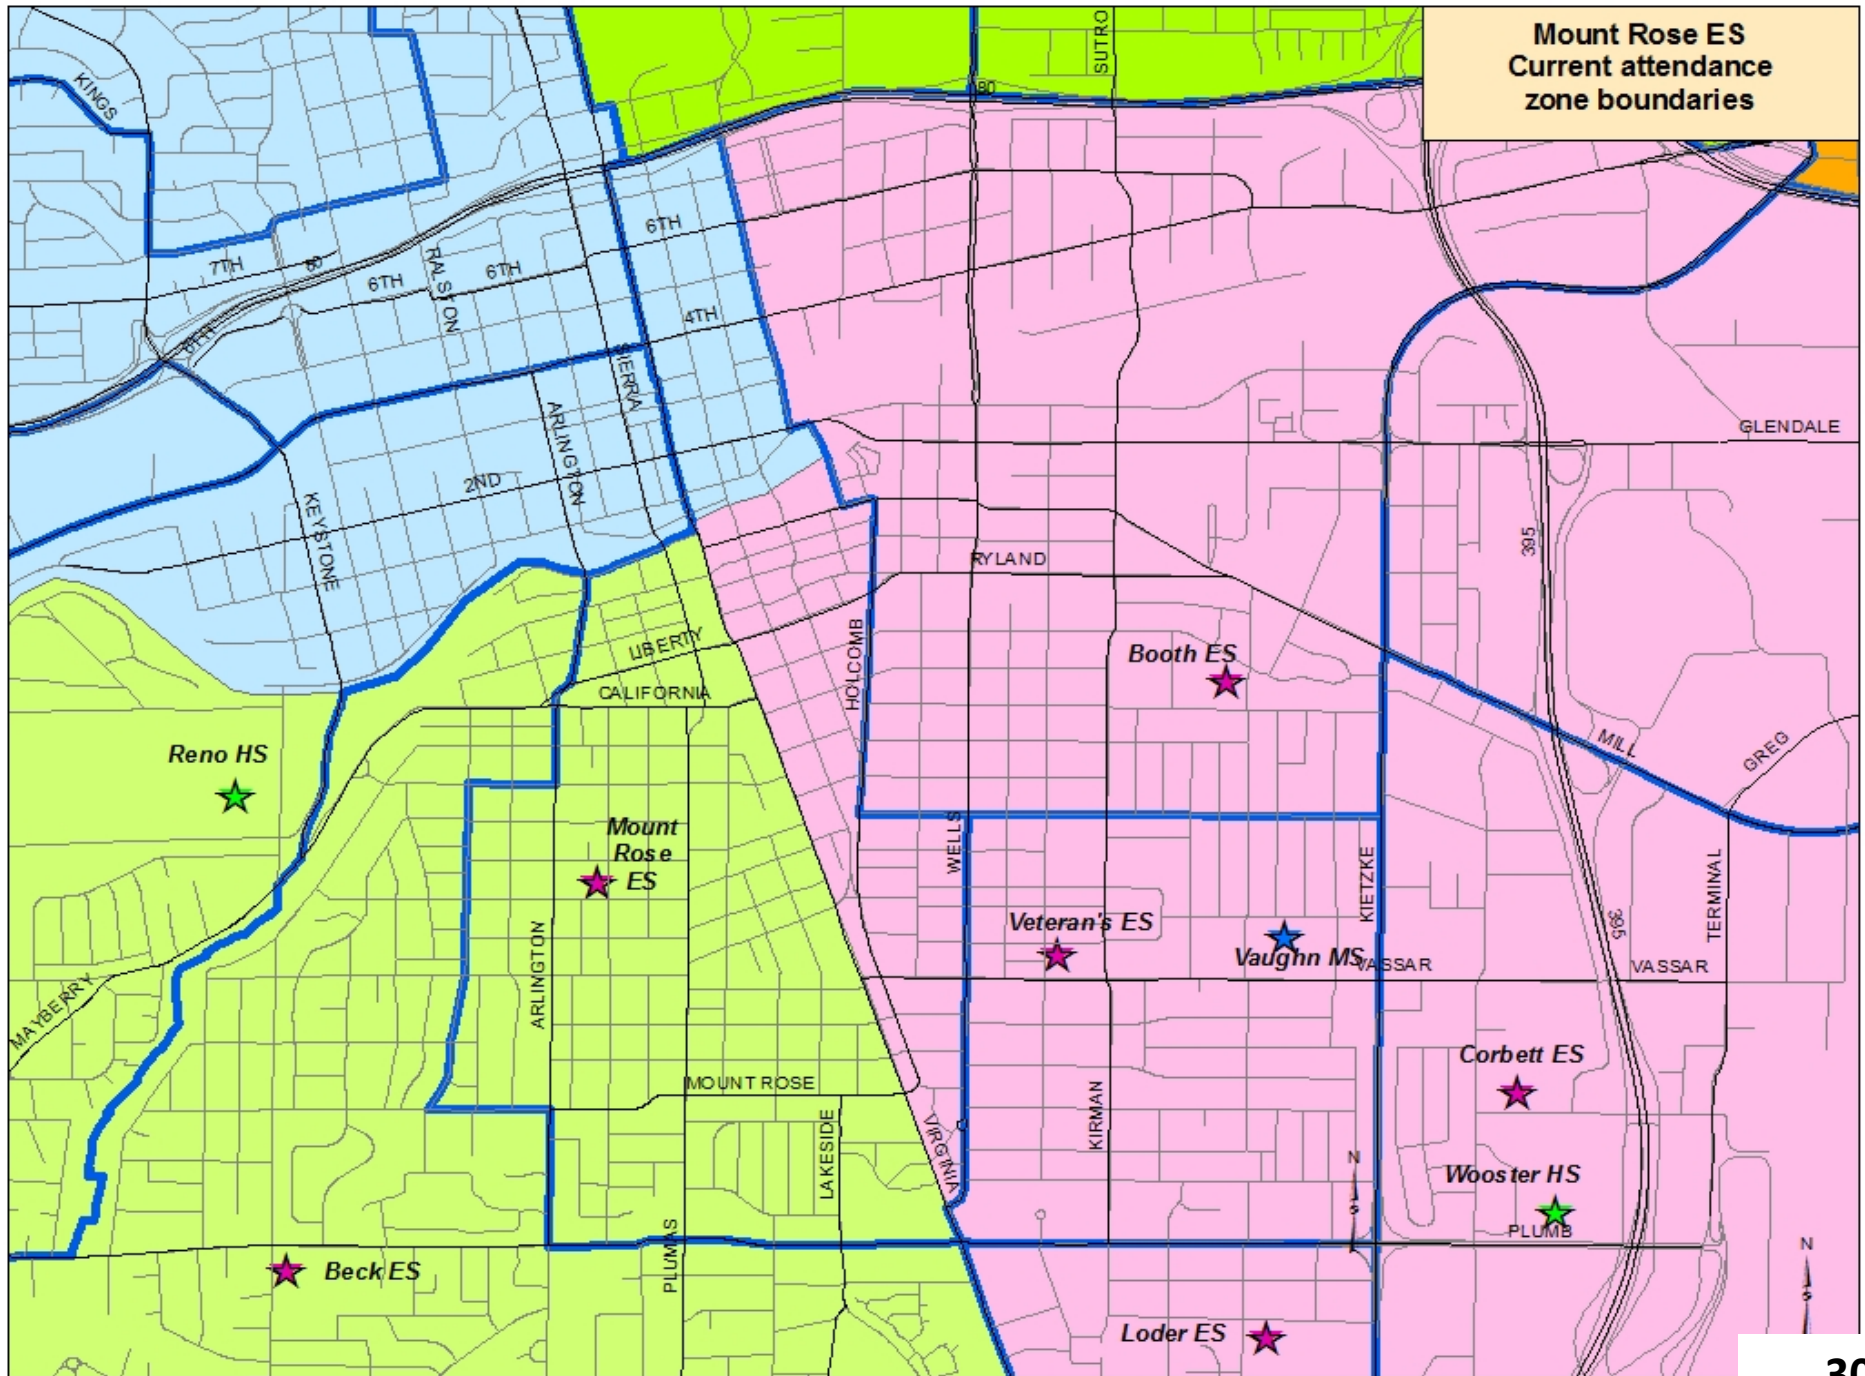 Mount Rose ES
Current attendance
zone boundaries
SUTRO
80
KINGS
6TH
7TH
80
6TH
6TH
RALSTON
4TH
SIERRA
ARLINGTON
GLENDALE
2ND
KEYSTONE
395
RYLAND
LIBERTY
HOLCOMB
Booth ES
CALIFORNIA
Reno HS
MILL
GREG
Mount
Rose
ES
WELLS
KIETZKE
TERMINAL
ARLINGTON
Veteran's ES
Vaughn MS
VASSAR
VASSAR
395
MAYBERRY
Corbett ES
MOUNT ROSE
LAKESIDE
VIRGINIA
KIRMAN
N
S
Wooster HS
PLUMB
PLUMAS
Beck ES
N
S
Loder ES
30